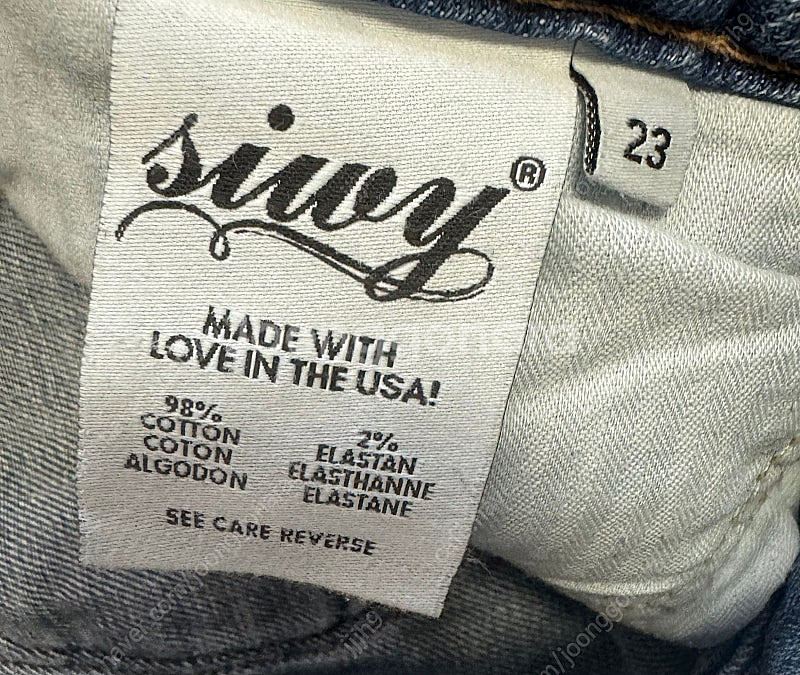 siwy®
23
MADE WITH
LOVE IN THE USA!
98%
COTTON
COTON
ALGODON
2%
ELASTAN
ELASTHANNE
ELASTANE
SEE CARE REVERSE
jijh9